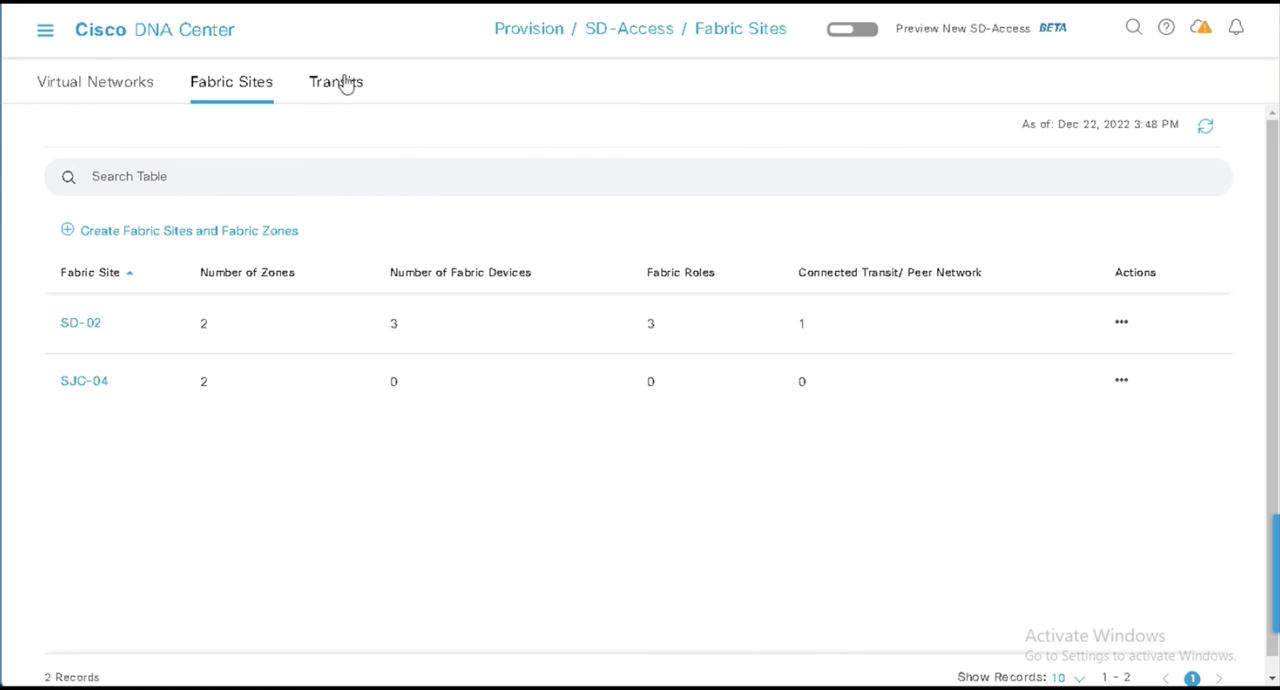 Cisco DNA Center
Provision / SD-Access / Fabric Sites
Preview New SD-Access BETA
Virtual Networks
Fabric Sites
Transits
As of: Dec 22, 2022 3:48 PM
Search Table
Create Fabric Sites and Fabric Zones
Fabric Site Number of Zones Number of Fabric Devices Fabric Roles Connected Transit/ Peer Network Actions
SD-02 2 3 3 1 •••
SJC-04 2 0 0 0 •••
Activate Windows
Go to Settings to activate Windows.
2 Records
Show Records: 10 1 - 2 < 1 >